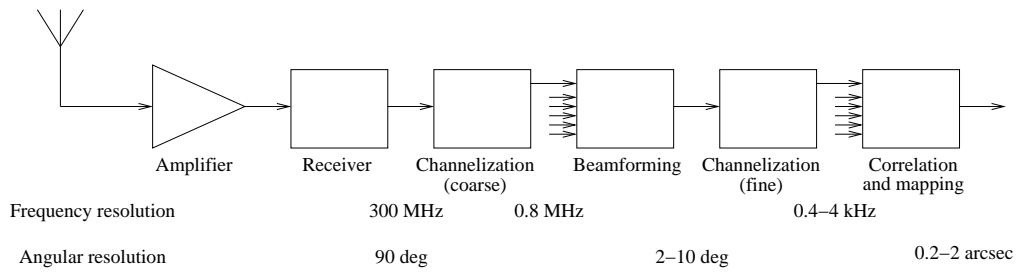 Amplifier
Receiver
Channelization
(coarse)
Beamforming
Channelization
(fine)
Correlation
and mapping
Frequency resolution
300 MHz
0.8 MHz
0.4–4 kHz
Angular resolution
90 deg
2–10 deg
0.2–2 arcsec